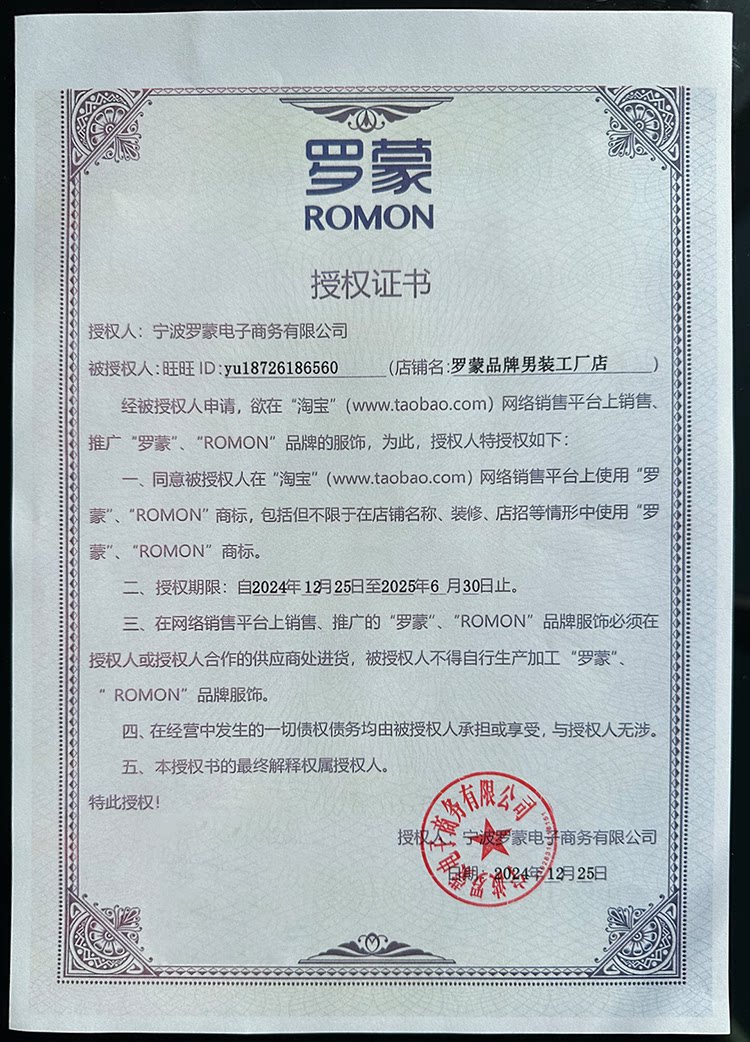 罗蒙
ROMON
授权证书
授权人：宁波罗蒙电子商务有限公司
被授权人:旺旺 ID:yu18726186560（店铺名:罗蒙品牌男装工厂店）
经被授权人申请，欲在“淘宝”（www.taobao.com）网络销售平台上销售、
推广“罗蒙”、“ROMON”品牌的服饰，为此，授权人特授权如下：
一、同意被授权人在“淘宝”（www.taobao.com）网络销售平台上使用“罗
蒙”、“ROMON”商标，包括但不限于在店铺名称、装修、店招等情形中使用“罗
蒙”、“ROMON”商标。
二、授权期限：自2024年 12月25日至2025年6 月30日止。
三、在网络销售平台上销售、推广的“罗蒙”、“ROMON”品牌服饰必须在
授权人或授权人合作的供应商处进货，被授权人不得自行生产加工“罗蒙”、
“ROMON”品牌服饰。
四、在经营中发生的一切债权债务均由被授权人承担或享受，与授权人无涉。
五、本授权书的最终解释权属授权人。
特此授权！
授权人：宁波罗蒙电子商务有限公司
日期：2024年 12月 25日
宁波罗蒙电子商务有限公司